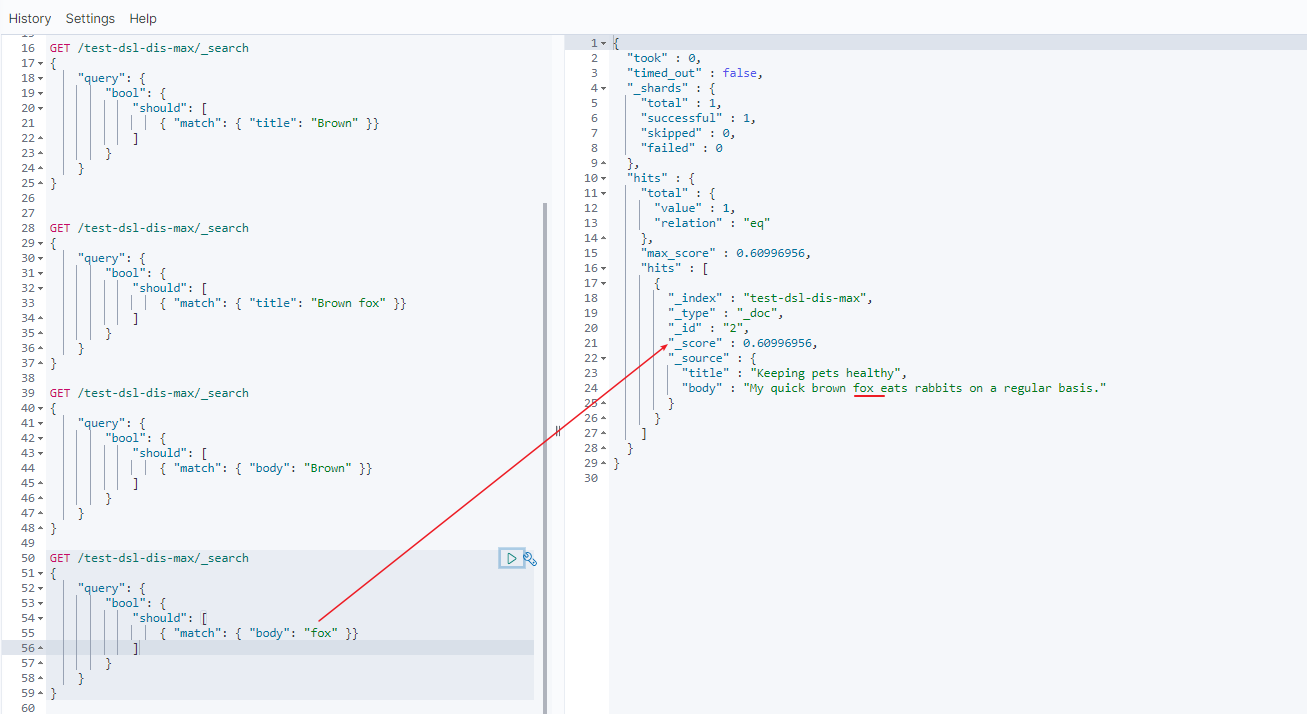 History Settings Help
16 GET /test-dsl-dis-max/_search
17 {
18 "query": {
19 "bool": {
20 "should": [
21 { "match": { "title": "Brown" }}
22 ]
23 }
24 }
25 }
26
27
28 GET /test-dsl-dis-max/_search
29 {
30 "query": {
31 "bool": {
32 "should": [
33 { "match": { "title": "Brown fox" }}
34 ]
35 }
36 }
37 }
38
39 GET /test-dsl-dis-max/_search
40 {
41 "query": {
42 "bool": {
43 "should": [
44 { "match": { "body": "Brown" }}
45 ]
46 }
47 }
48 }
49
50 GET /test-dsl-dis-max/_search
51 {
52 "query": {
53 "bool": {
54 "should": [
55 { "match": { "body": "fox" }}
56 ]
57 }
58 }
59 }
60
1 {
2 "took" : 0,
3 "timed_out" : false,
4 "_shards" : {
5 "total" : 1,
6 "successful" : 1,
7 "skipped" : 0,
8 "failed" : 0
9 },
10 "hits" : {
11 "total" : {
12 "value" : 1,
13 "relation" : "eq"
14 },
15 "max_score" : 0.60996956,
16 "hits" : [
17 {
18 "_index" : "test-dsl-dis-max",
19 "_type" : "_doc",
20 "_id" : "2",
21 "_score" : 0.60996956,
22 "_source" : {
23 "title" : "Keeping pets healthy",
24 "body" : "My quick brown fox eats rabbits on a regular basis."
25 }
26 }
27 ]
28 }
29 }
30